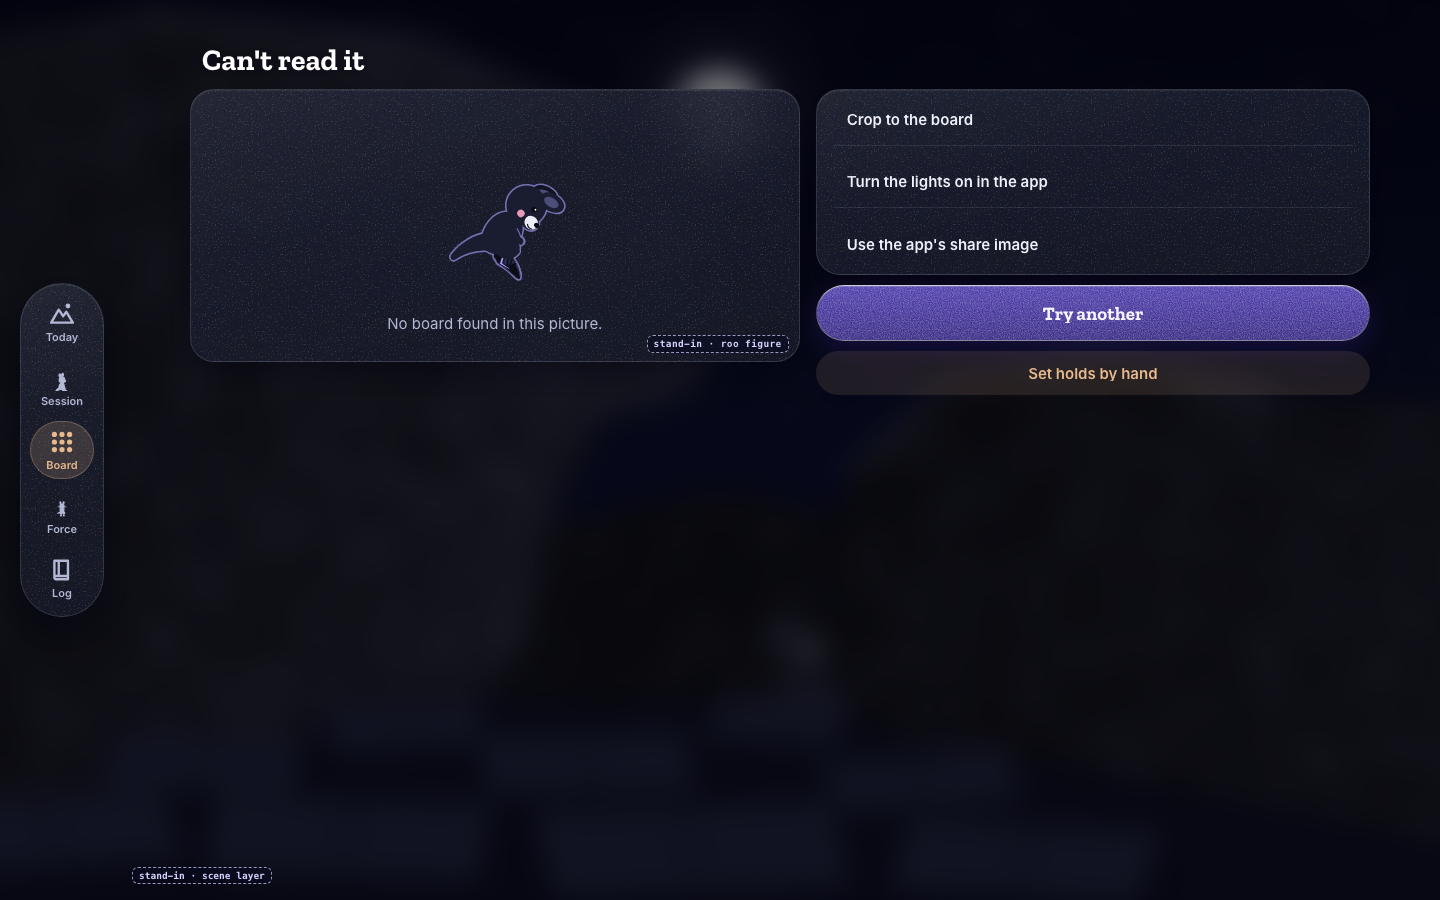 Can't read it
No board found in this picture.
stand-in · roo figure
Crop to the board
Turn the lights on in the app
Use the app's share image
Try another
Set holds by hand
Today
Session
Board
Force
Log
stand-in · scene layer